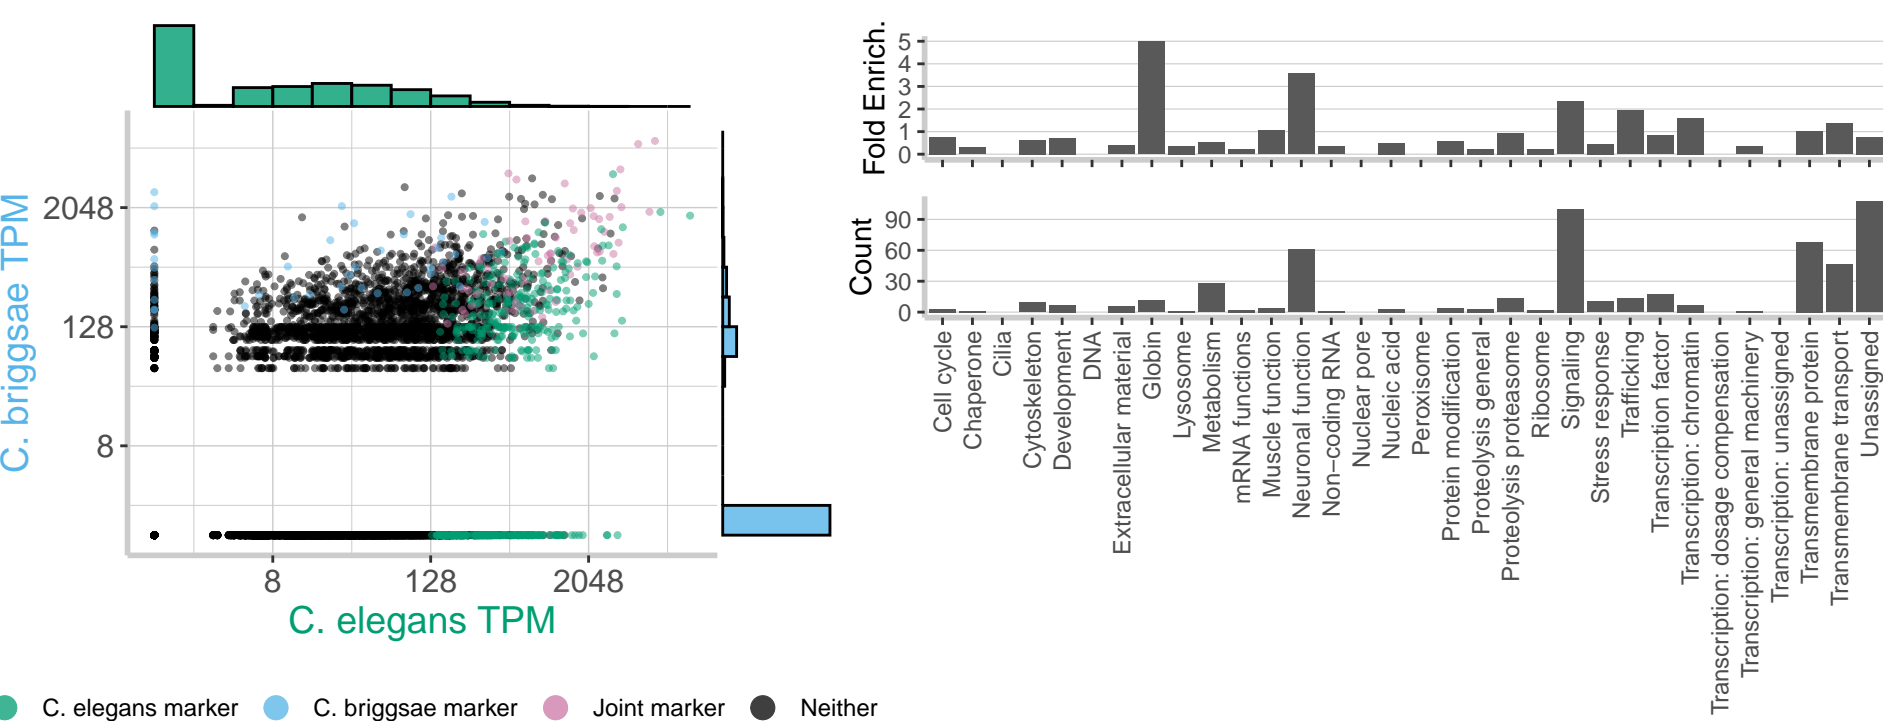 C. briggsae TPM
2048
128
8
8
128
2048
C. elegans TPM
C. elegans marker
C. briggsae marker
Joint marker
Neither
Fold Enrich.
5
4
3
2
1
0
Count
90
60
30
0
Cell cycle
Chaperone
Cilia
Cytoskeleton
Development
DNA
Extracellular material
Globin
Lysosome
Metabolism
mRNA functions
Muscle function
Neuronal function
Non−coding RNA
Nuclear pore
Nucleic acid
Peroxisome
Protein modification
Proteolysis general
Proteolysis proteasome
Ribosome
Signaling
Stress response
Trafficking
Transcription factor
Transcription: chromatin
Transcription: dosage compensation
Transcription: general machinery
Transcription: unassigned
Transmembrane protein
Transmembrane transport
Unassigned